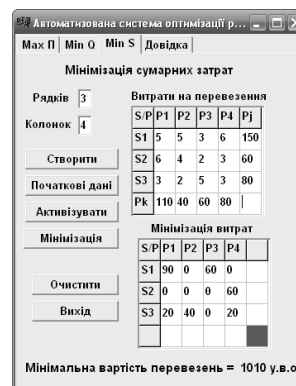 Автоматизована система оптимізації р...
Max П Min Q Min S Довідка
Мінімізація сумарних затрат
Рядків 3
Колонок 4
Створити
Початкові дані
Активізувати
Мінімізація
Очистити
Вихід
Витрати на перевезення
S/P P1 P2 P3 P4 Pj
S1 5 5 3 6 150
S2 6 4 2 3 60
S3 3 2 5 3 80
Pk 110 40 60 80
Мінімізація витрат
S/P P1 P2 P3 P4
S1 90 0 60 0
S2 0 0 0 60
S3 20 40 0 20
Мінімальна вартість перевезень = 1010 у.в.о